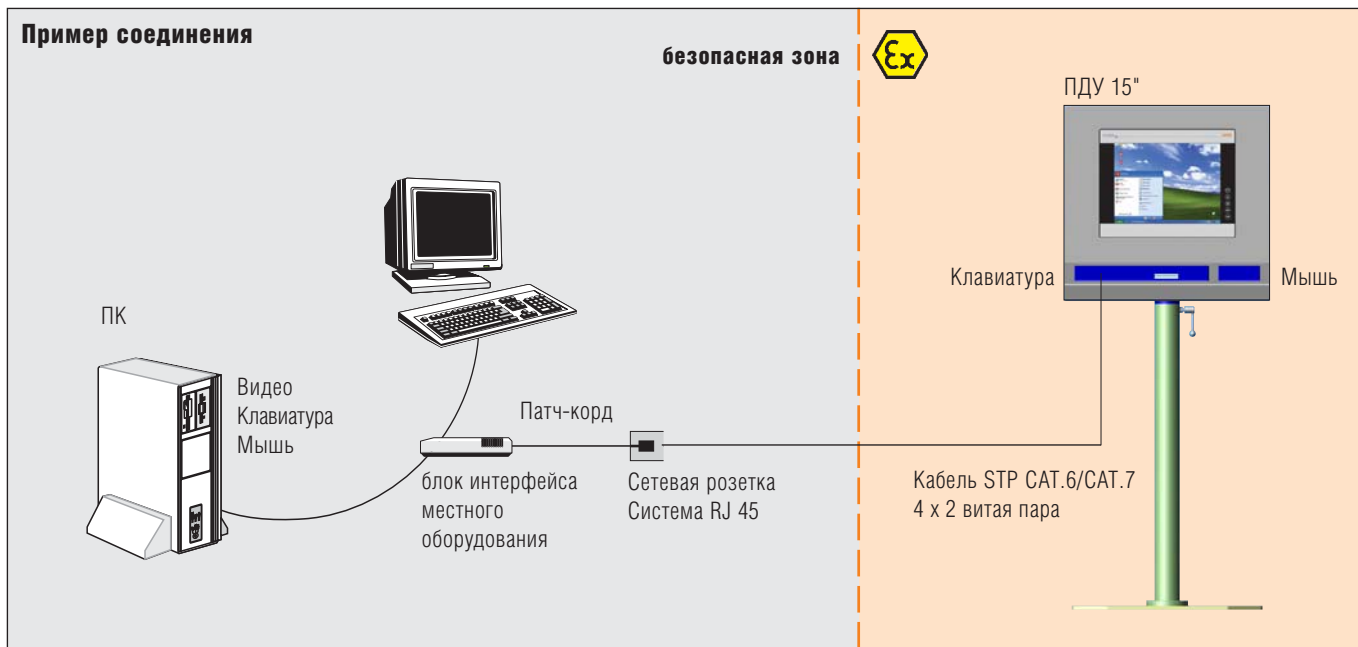 Пример соединения
безопасная зона
Ex
ПДУ 15"
Клавиатура
Мышь
ПК
Видео
Клавиатура
Мышь
Патч-корд
блок интерфейса
местного
оборудования
Сетевая розетка
Система RJ 45
Кабель STP CAT.6/CAT.7
4 x 2 витая пара